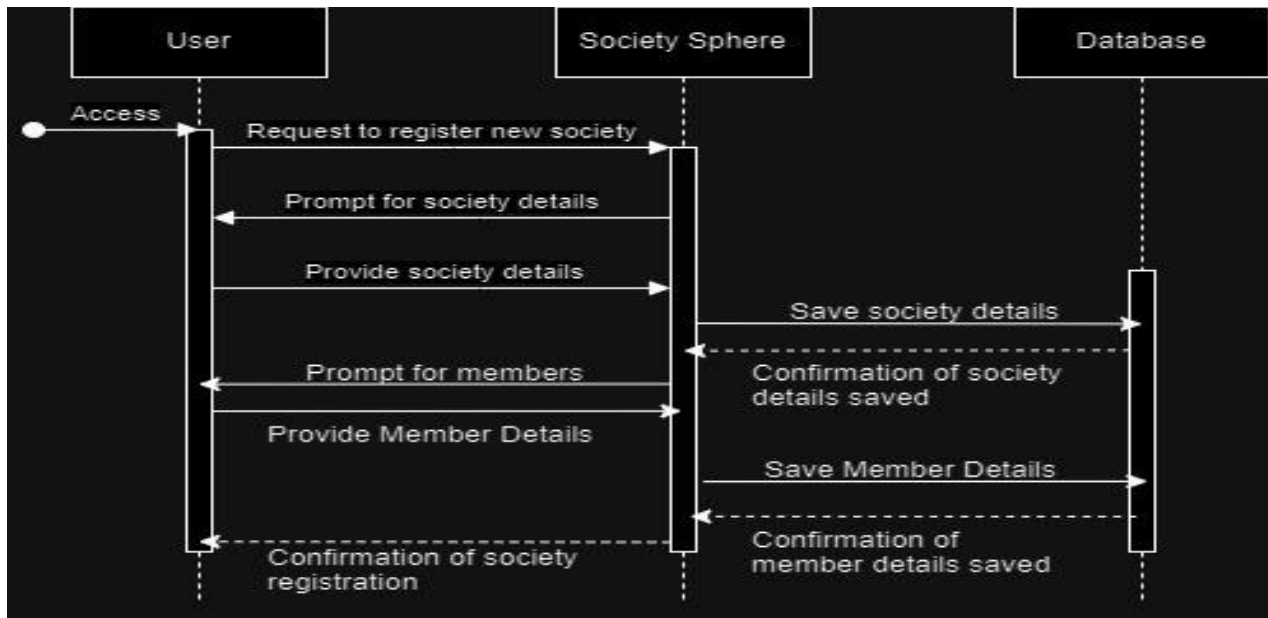 User
Society Sphere
Database
Access
Request to register new society
Prompt for society details
Provide society details
Save society details
Prompt for members
Confirmation of society
details saved
Provide Member Details
Save Member Details
Confirmation of
member details saved
Confirmation of society
registration